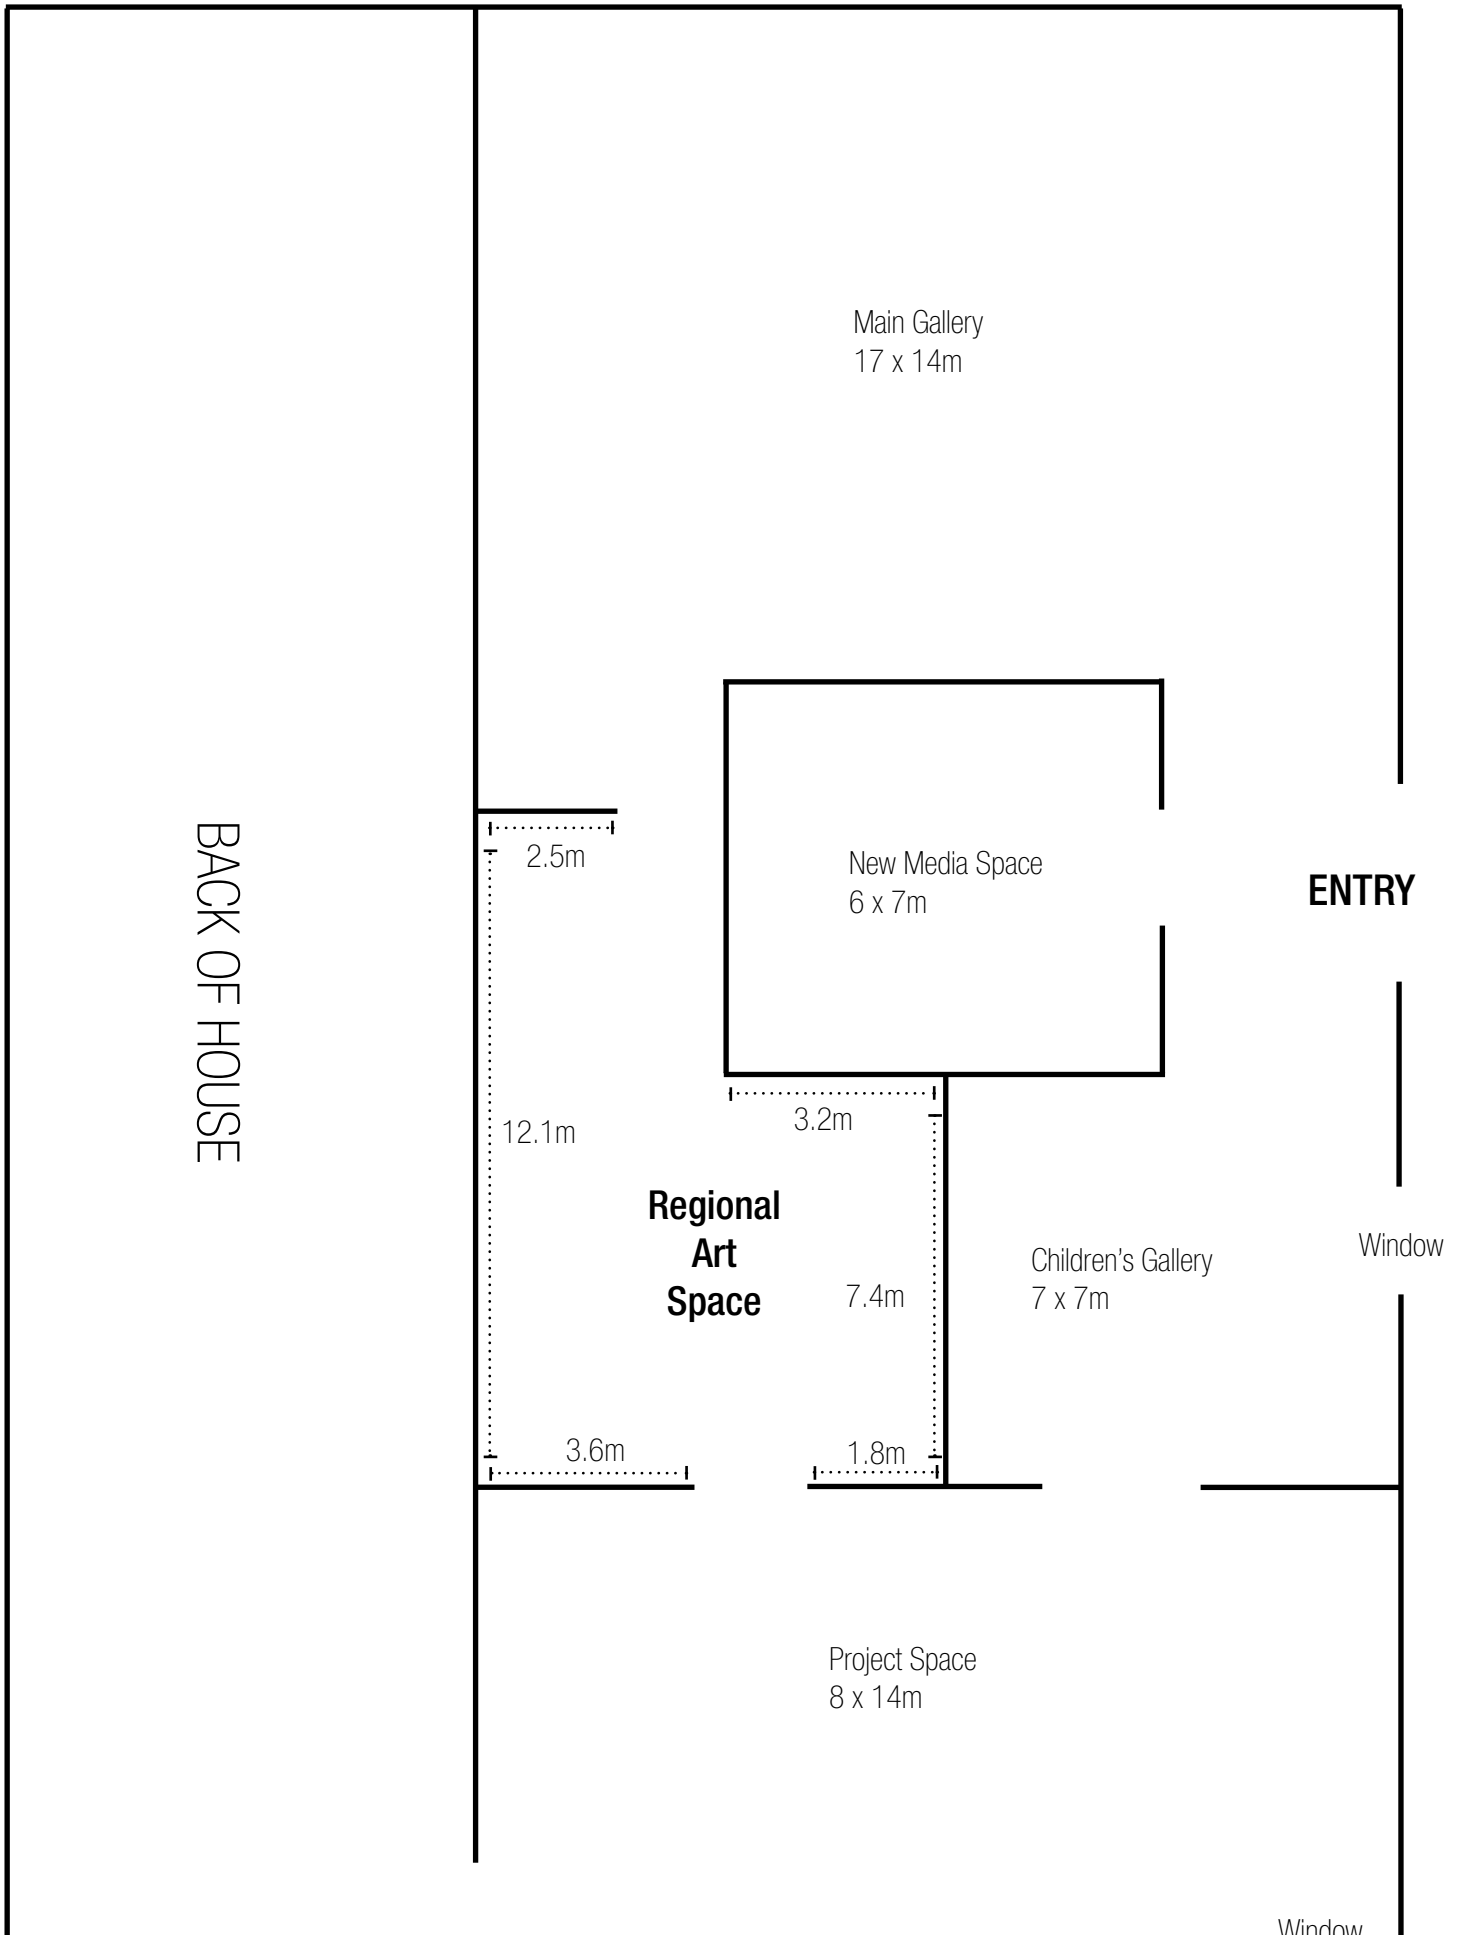 Main Gallery
17 x 14m
2.5m
New Media Space
6 x 7m
ENTRY
BACK OF HOUSE
3.2m
12.1m
Regional
Art
Space
7.4m
Children's Gallery
7 x 7m
Window
3.6m
1.8m
Project Space
8 x 14m
Window